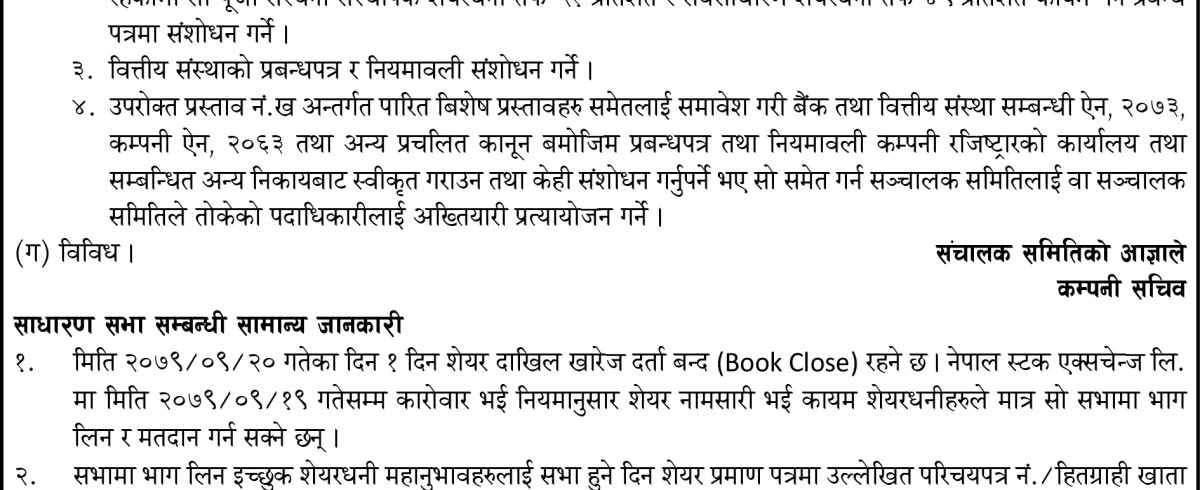 पत्रमा संशोधन गर्ने ।
३. वित्तीय संस्थाको प्रबन्धपत्र र नियमावली संशोधन गर्ने ।
४. उपरोक्त प्रस्ताव नं.ख अन्तर्गत पारित बिशेष प्रस्तावहरु समेतलाई समावेश गरी बैंक तथा वित्तीय संस्था सम्बन्धी ऐन, २०७३,
कम्पनी ऐन, २०६३ तथा अन्य प्रचलित कानून बमोजिम प्रबन्धपत्र तथा नियमावली कम्पनी रजिष्ट्रारको कार्यालय तथा
सम्बन्धित अन्य निकायबाट स्वीकृत गराउन तथा केही संशोधन गर्नुपर्ने भए सो समेत गर्न सञ्चालक समितिलाई वा सञ्चालक
समितिले तोकेको पदाधिकारीलाई अख्तियारी प्रत्यायोजन गर्ने ।
(ग) विविध । संचालक समितिको आज्ञाले
कम्पनी सचिव
साधारण सभा सम्बन्धी सामान्य जानकारी
१. मिति २०७९/०९/२० गतेका दिन १ दिन शेयर दाखिल खारेज दर्ता बन्द (Book Close) रहने छ । नेपाल स्टक एक्सचेन्ज लि.
मा मिति २०७९/०९/१९ गतेसम्म कारोवार भई नियमानुसार शेयर नामसारी भई कायम शेयरधनीहरुले मात्र सो सभामा भाग
लिन र मतदान गर्न सक्ने छन् ।
२. सभामा भाग लिन इच्छुक शेयरधनी महानुभावहरुलाई सभा हुने दिन शेयर प्रमाण पत्रमा उल्लेखित परिचयपत्र नं./हितग्राही खाता